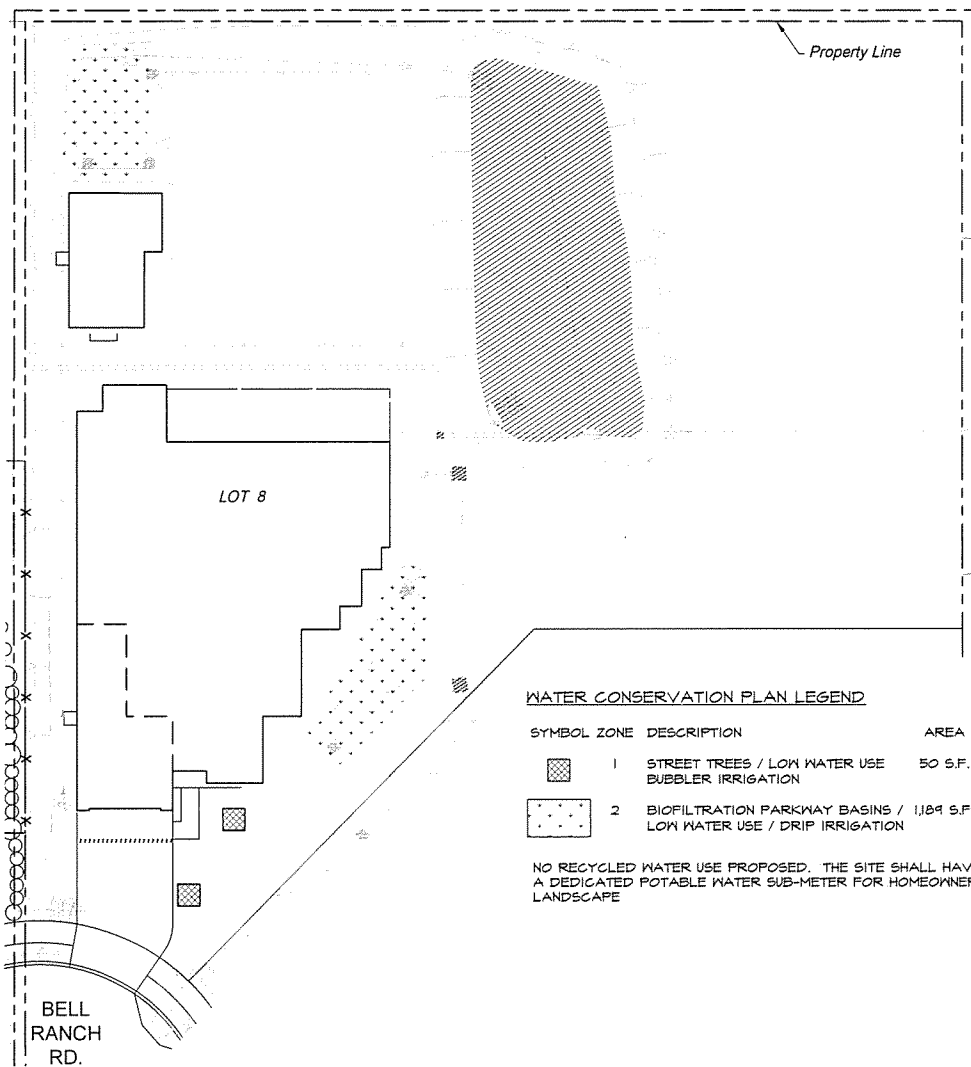 Property Line
LOT 8
WATER CONSERVATION PLAN LEGEND
SYMBOL ZONE DESCRIPTION AREA
1 STREET TREES / LOW WATER USE 50 S.F.
BUBBLER IRRIGATION
2 BIOFILTRATION PARKWAY BASINS / 1,189 S.F
LOW WATER USE / DRIP IRRIGATION
NO RECYCLED WATER USE PROPOSED. THE SITE SHALL HAV
A DEDICATED POTABLE WATER SUB-METER FOR HOMEOWNER
LANDSCAPE
BELL
RANCH
RD.